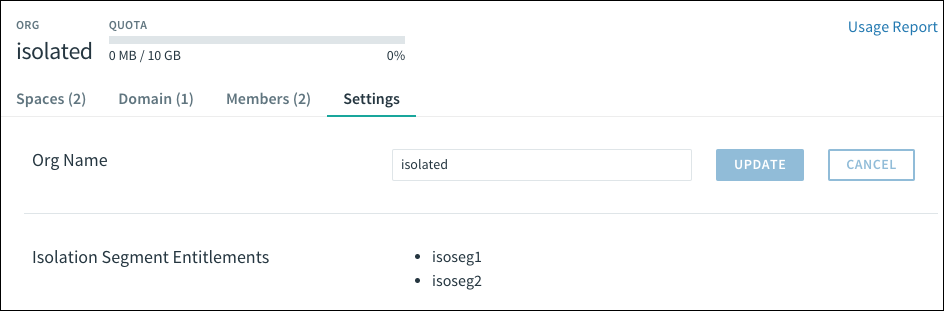 ORG QUOTA Usage Report
isolated 0 MB / 10 GB 0%
Spaces (2) Domain (1) Members (2) Settings
Org Name isolated UPDATE CANCEL
Isolation Segment Entitlements • isoseg1
• isoseg2